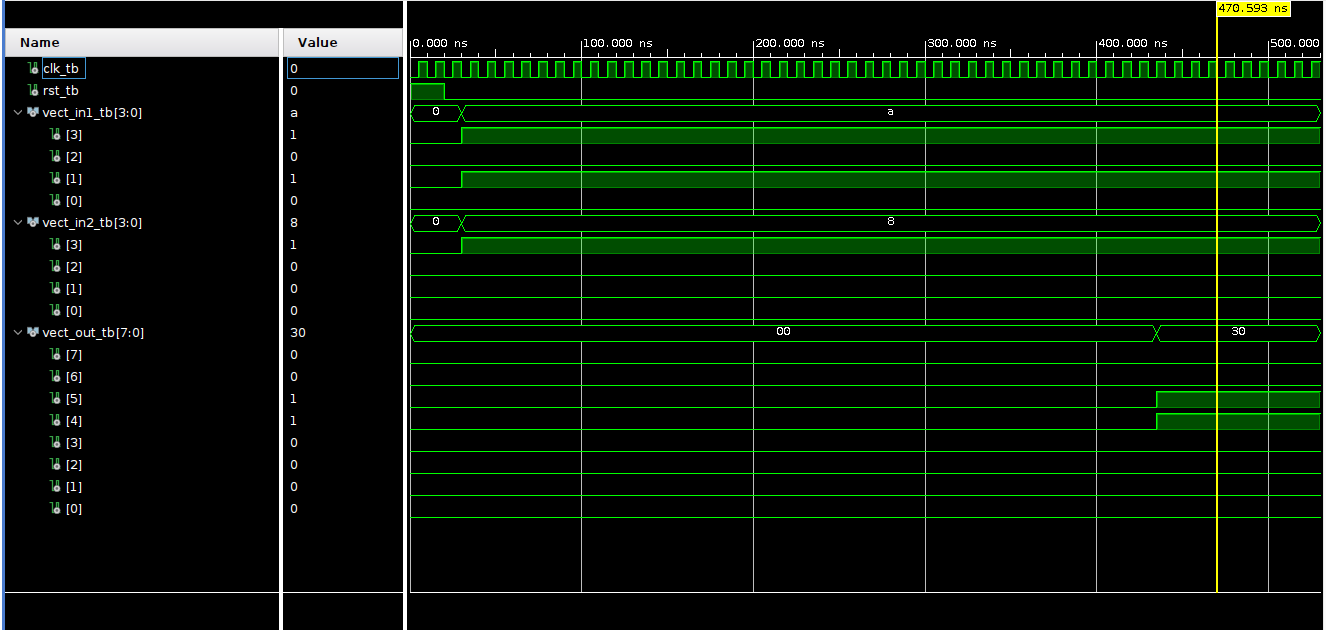 470.593 ns
Name Value
0.000 ns 100.000 ns 200.000 ns 300.000 ns 400.000 ns 500.000
clk_tb 0
rst_tb 0
vect_in1_tb[3:0] a 0 a
[3] 1
[2] 0
[1] 1
[0] 0
vect_in2_tb[3:0] 8 0 8
[3] 1
[2] 0
[1] 0
[0] 0
vect_out_tb[7:0] 30 00 30
[7] 0
[6] 0
[5] 1
[4] 1
[3] 0
[2] 0
[1] 0
[0] 0